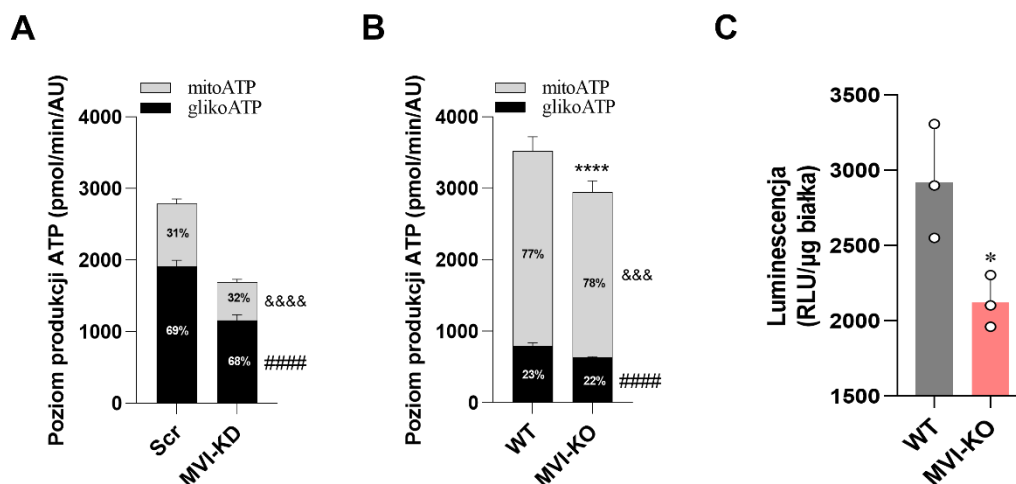 A
mitoATP
glikoATP
Poziom produkcji ATP (pmol/min/AU)
4000
3000
2000
1000
0
31%
69%
32%
68%
&&&&
####
Scr
MVI-KD
B
mitoATP
glikoATP
Poziom produkcji ATP (pmol/min/AU)
4000
3000
2000
1000
0
77%
23%
****
78%
22%
&&&
####
WT
MVI-KO
C
Luminescencja
(RLU/µg białka)
3500
3000
2500
2000
1500
*
WT
MVI-KO